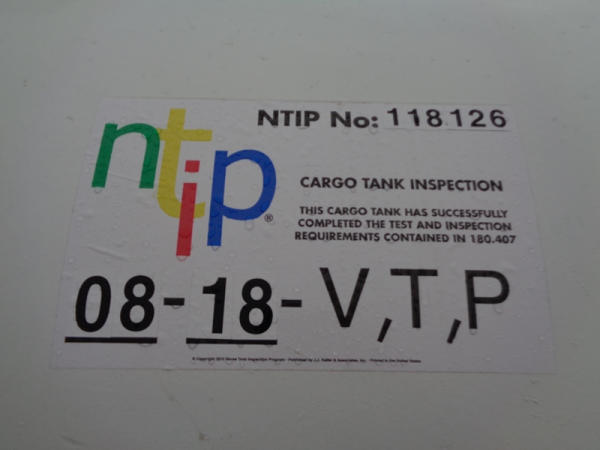 NTIP No: 118126
ntip®
CARGO TANK INSPECTION
THIS CARGO TANK HAS SUCCESSFULLY
COMPLETED THE TEST AND INSPECTION
REQUIREMENTS CONTAINED IN 180.407
08-18-V,T,P